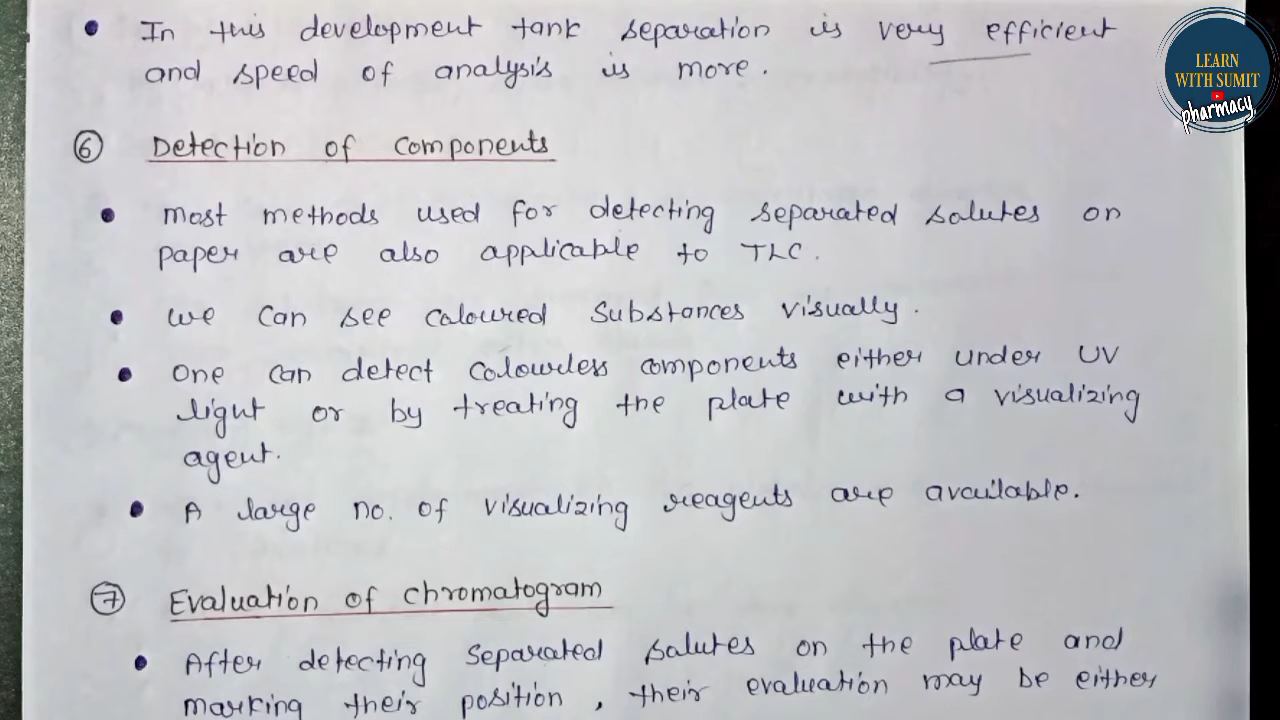 • In this development tank separation is very efficient
and speed of analysis is more.
LEARN
WITH SUMIT
pharmacy
⑥ Detection of components
• Most methods used for detecting separated solutes on
paper are also applicable to TLC.
• we can see coloured substances visually.
• One can detect colourless components either under UV
light or by treating the plate with a visualizing
agent.
• A large no. of visualizing reagents are available.
⑦ Evaluation of chromatogram
• After detecting separated solutes on the plate and
marking their position, their evaluation may be either